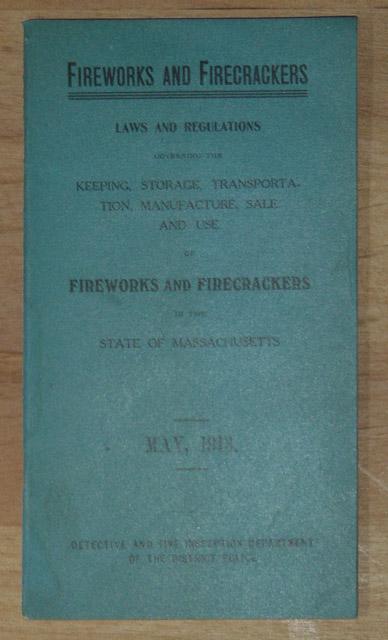 FIREWORKS AND FIRECRACKERS
LAWS AND REGULATIONS
GOVERNING THE
KEEPING, STORAGE, TRANSPORTA-
TION, MANUFACTURE, SALE
AND USE
OF
FIREWORKS AND FIRECRACKERS
IN THE
STATE OF MASSACHUSETTS
MAY, 1913.
DETECTIVE AND FIRE INSPECTION DEPARTMENT
OF THE DISTRICT POLICE